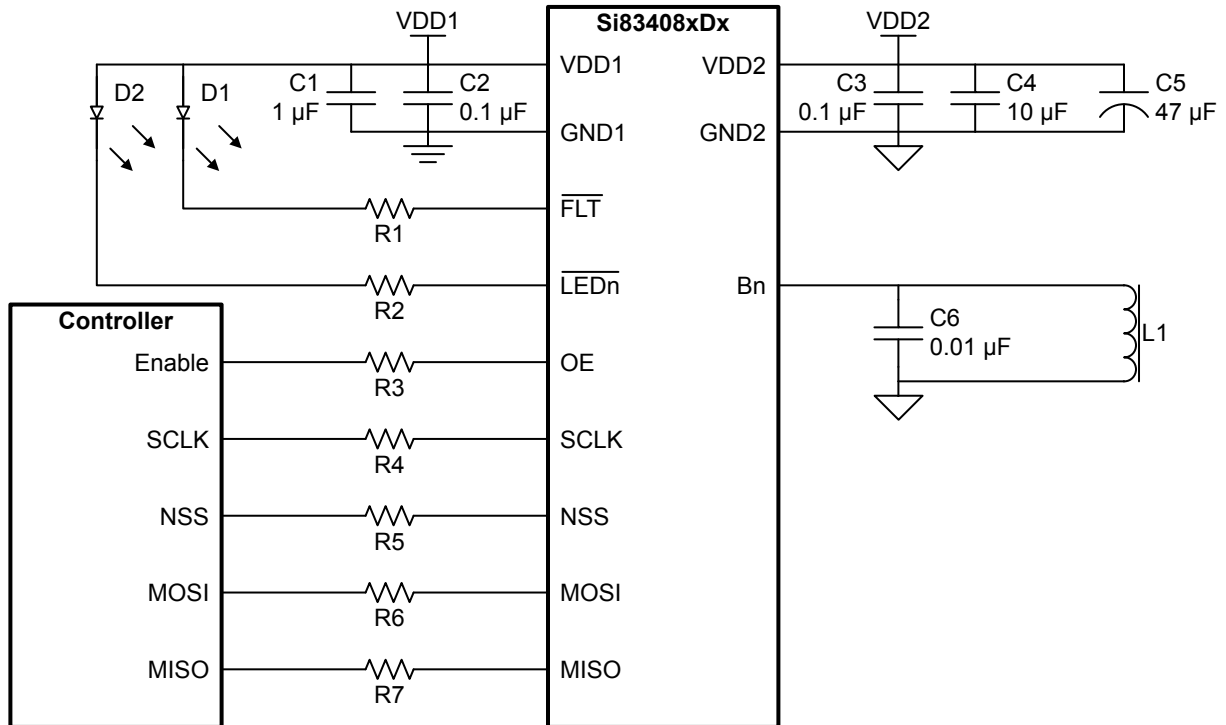 VDD1
Si83408xDx
VDD2
D2
D1
C1
1 µF
C2
0.1 µF
VDD1
VDD2
C3
0.1 µF
C4
10 µF
C5
47 µF
GND1
GND2
R1
FLT
R2
LEDn
Bn
C6
0.01 µF
L1
Controller
Enable
R3
OE
SCLK
R4
SCLK
NSS
R5
NSS
MOSI
R6
MOSI
MISO
R7
MISO